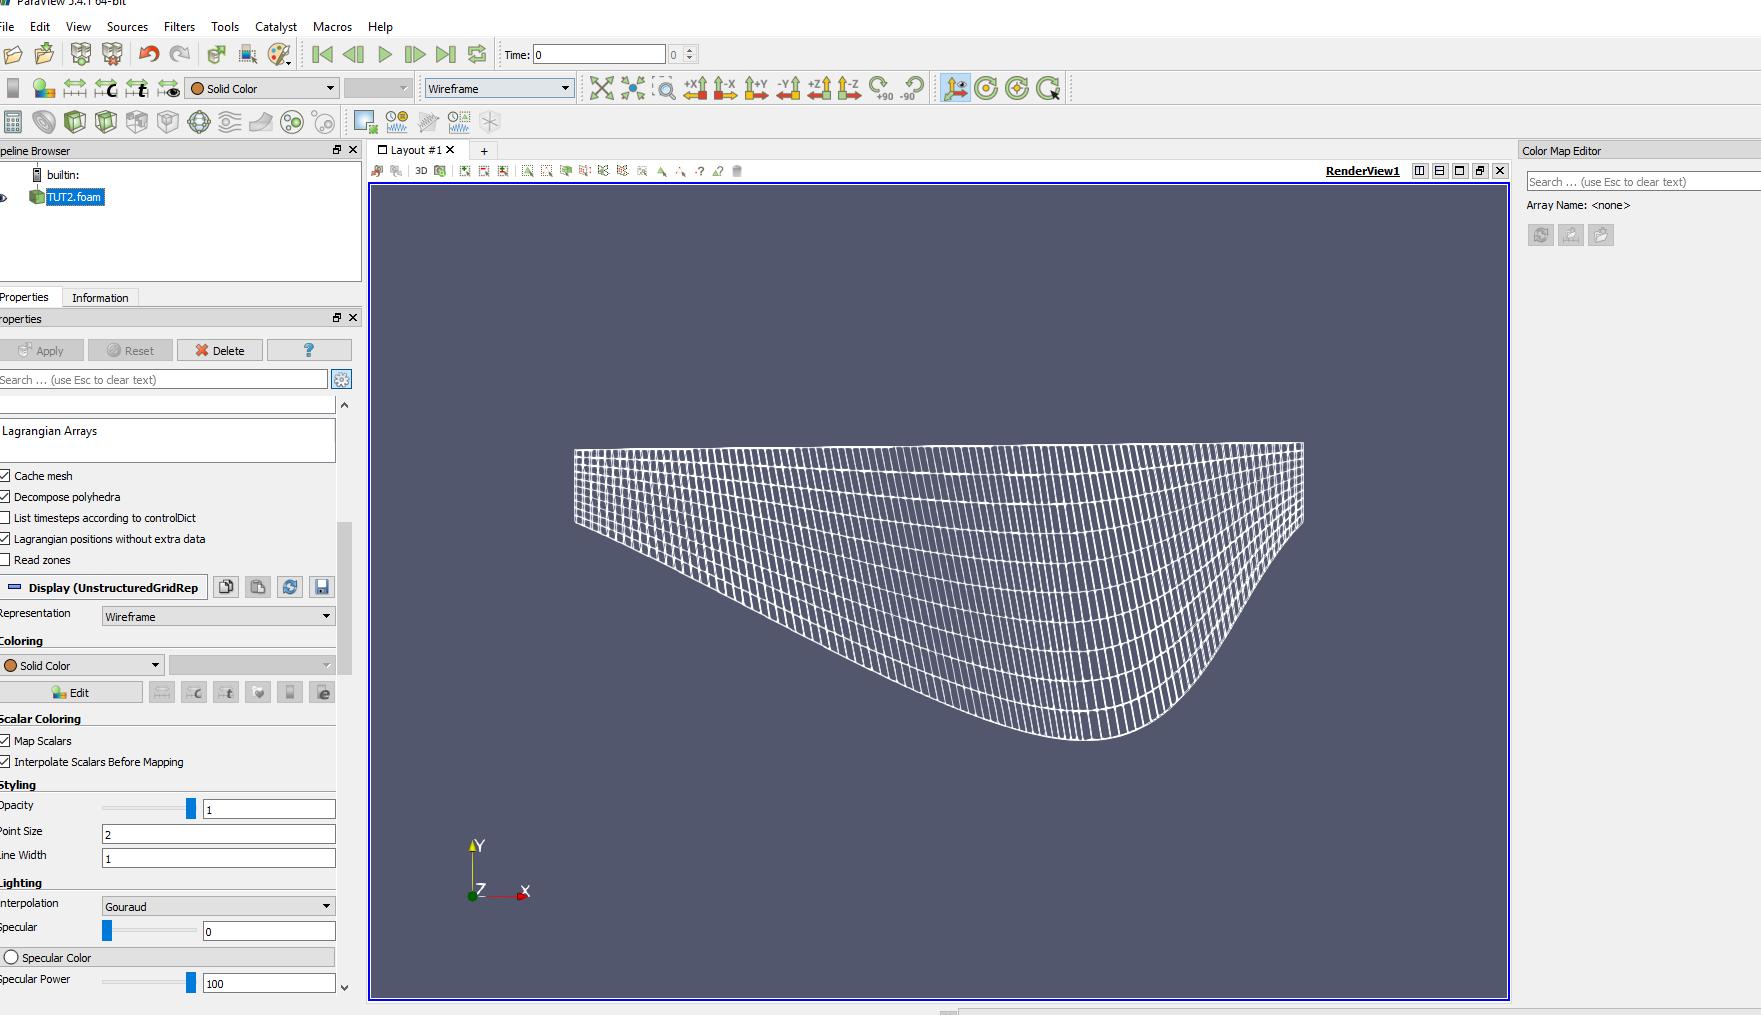 ParaView 5.4.1 64-bit
File Edit View Sources Filters Tools Catalyst Macros Help
Time: 0 0
C t Solid Color Wireframe +X -X +Y -Y +Z -Z +90 -90
peline Browser Layout #1 +
builtin:
TUT2.foam
3D RenderView1
Color Map Editor
Search ... (use Esc to clear text)
Array Name: <none>
Properties Information
roperties
Apply Reset Delete ?
Search ... (use Esc to clear text)
Lagrangian Arrays
Cache mesh
Decompose polyhedra
List timesteps according to controlDict
Lagrangian positions without extra data
Read zones
Display (UnstructuredGridRep
Representation Wireframe
Coloring
Solid Color
Edit C t e
Scalar Coloring
Map Scalars
Interpolate Scalars Before Mapping
Styling
Opacity 1
Point Size 2
Line Width 1
Lighting
Interpolation Gouraud
Specular 0
Specular Color
Specular Power 100
Y
Z X